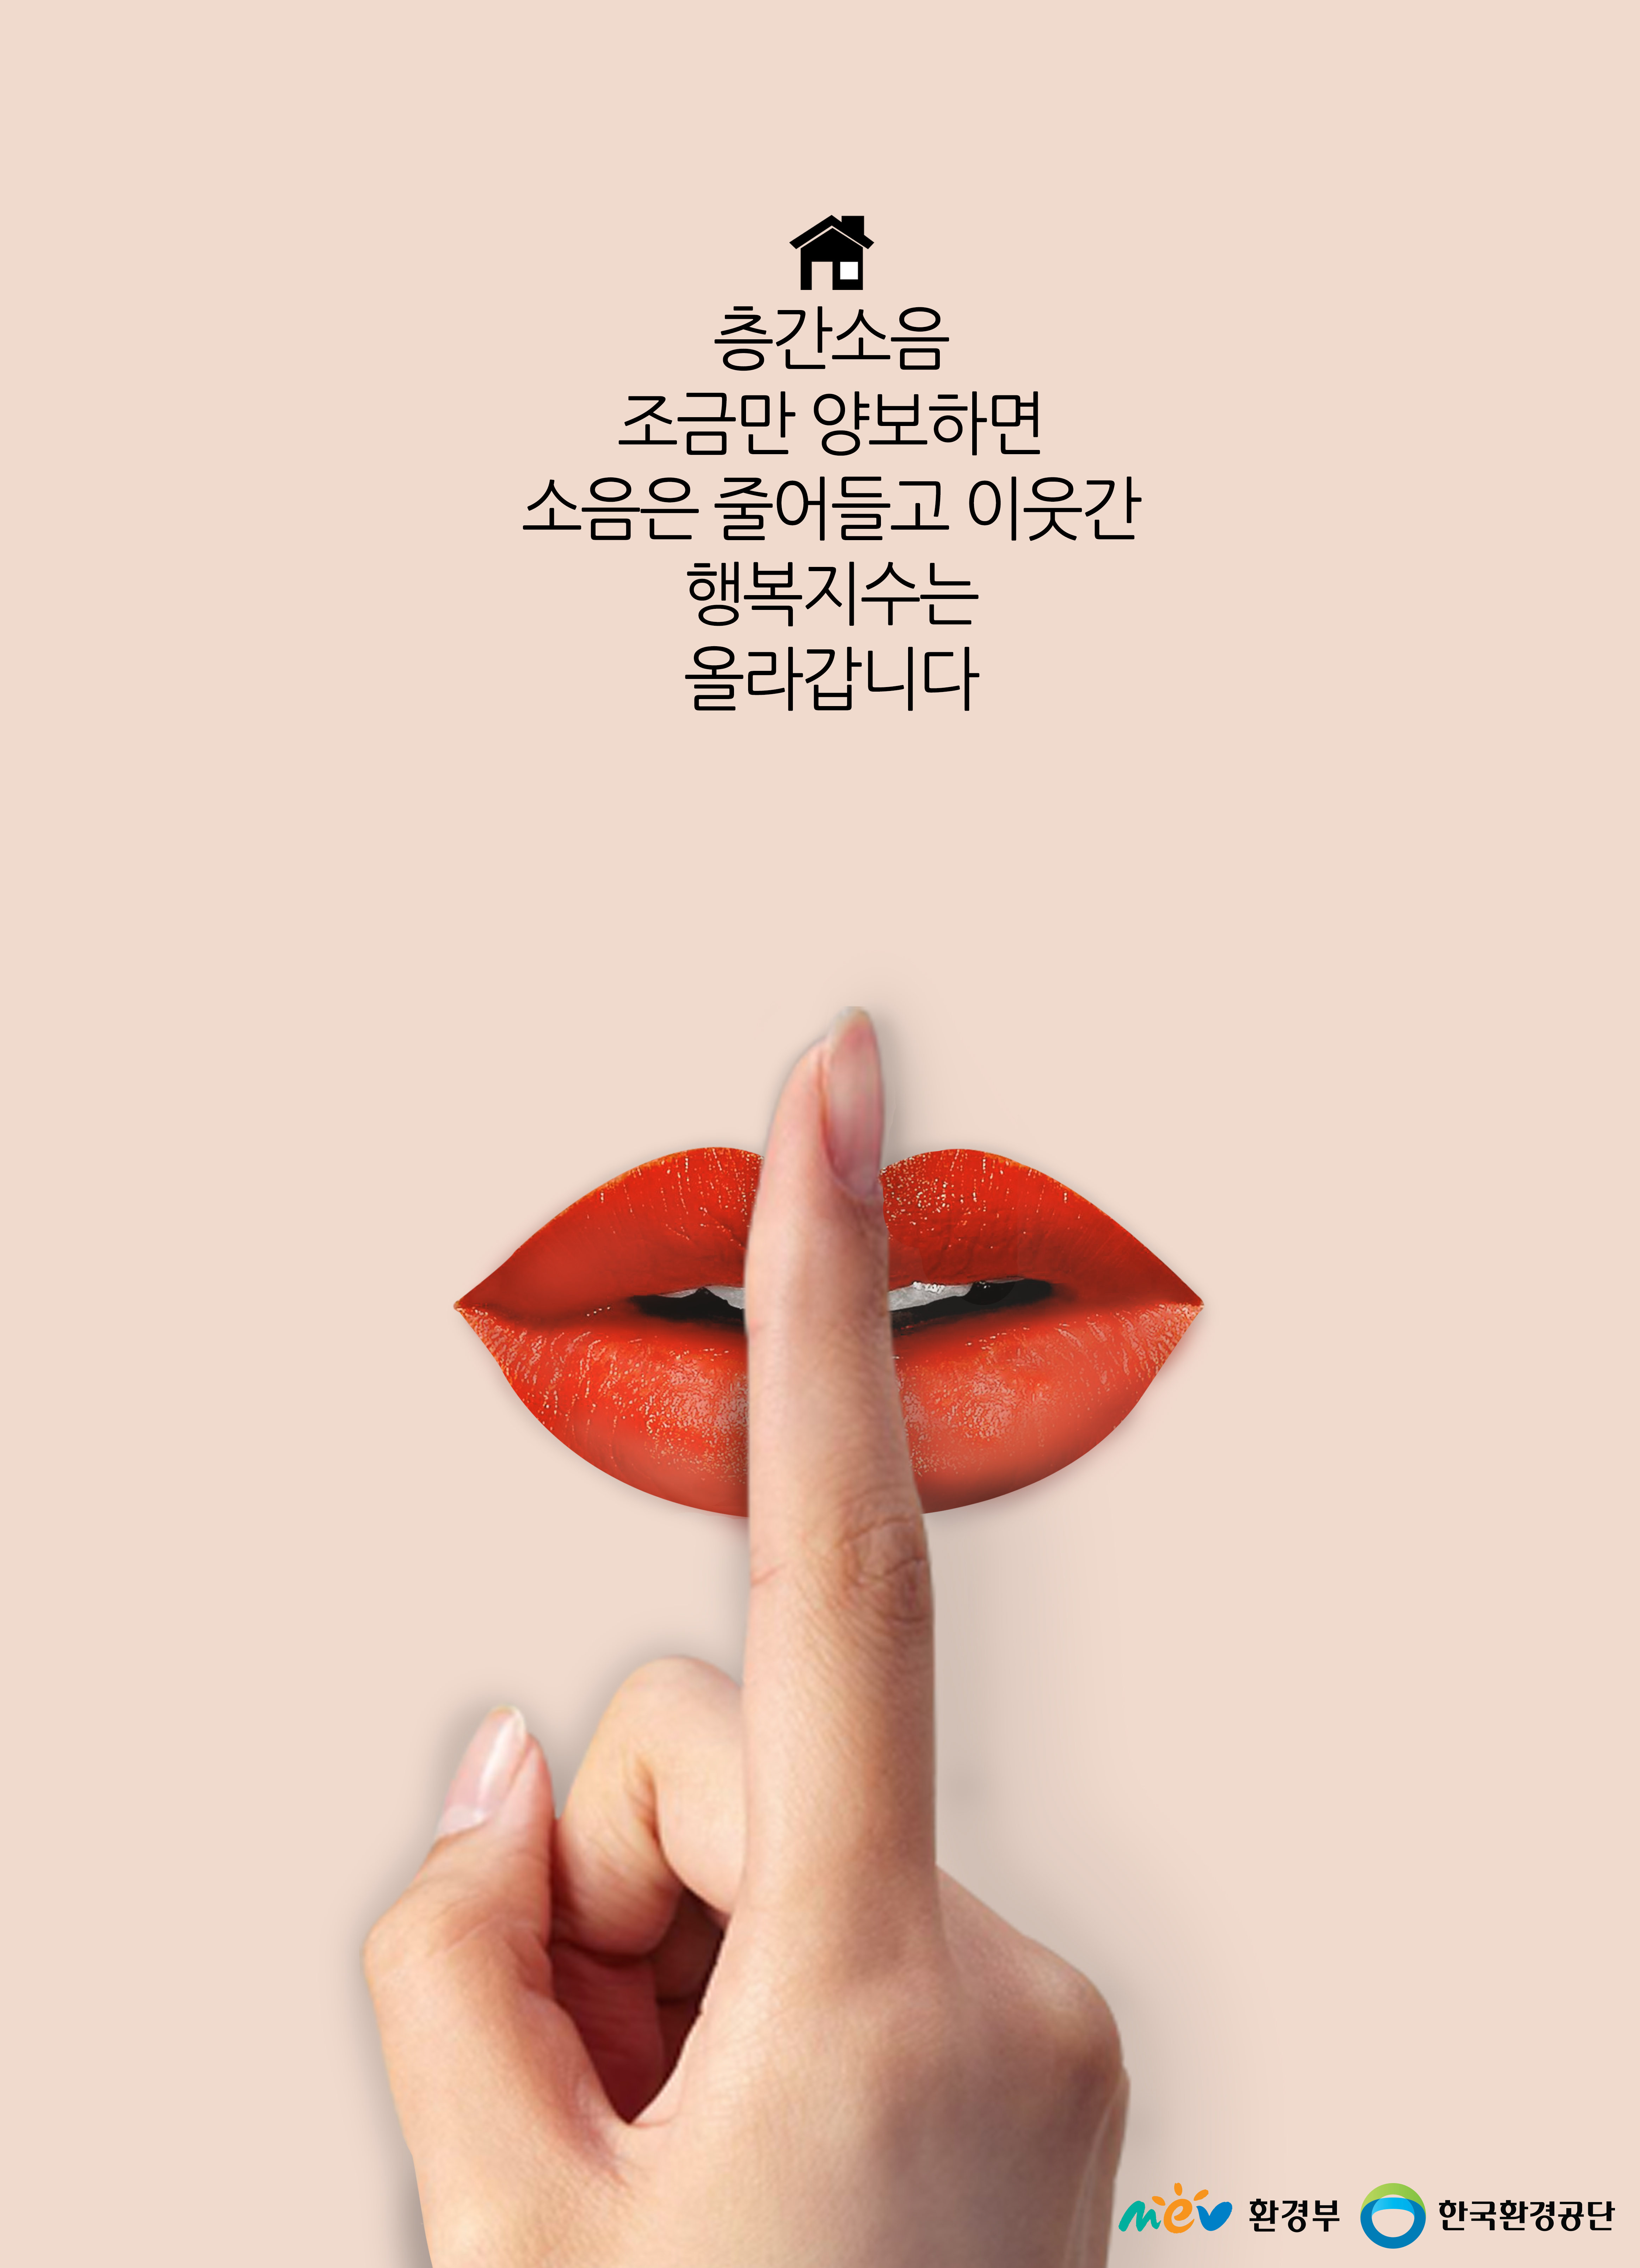 층간소음
조금만 양보하면
소음은 줄어들고 이웃간
행복지수는
올라갑니다
mev 환경부 한국환경공단